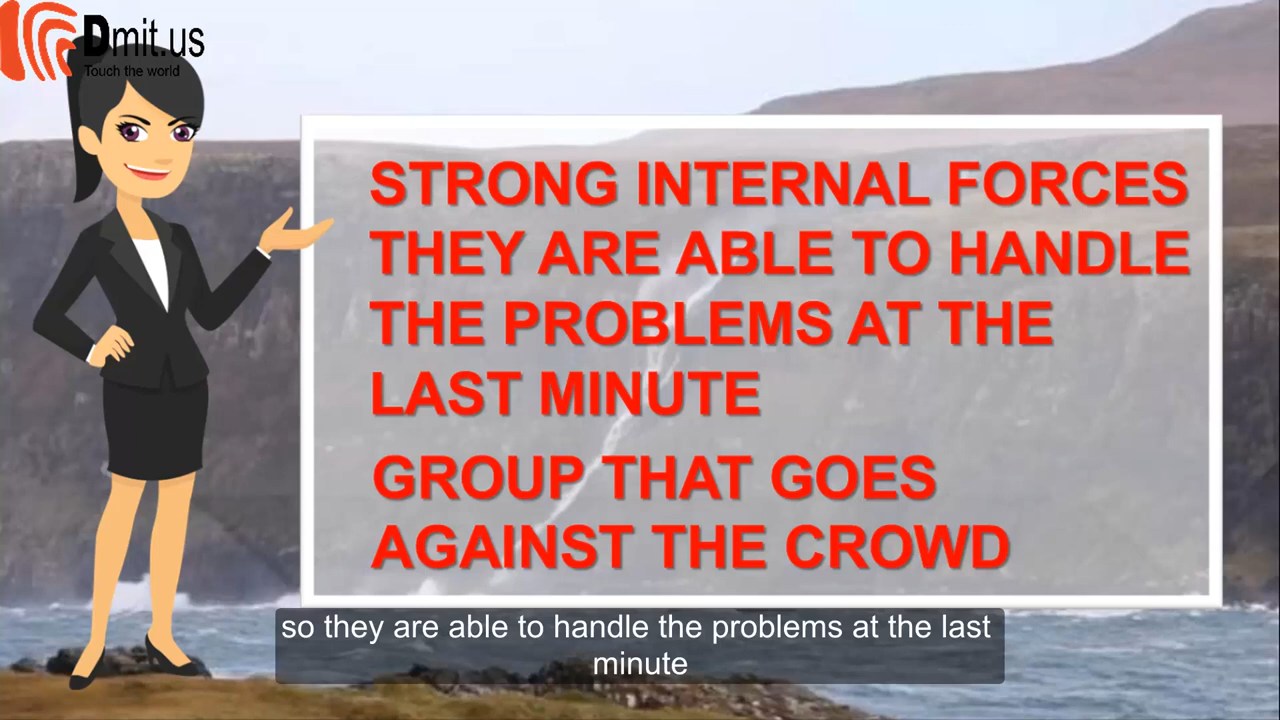 Dmit.us
Touch the world
STRONG INTERNAL FORCES
THEY ARE ABLE TO HANDLE
THE PROBLEMS AT THE
LAST MINUTE
GROUP THAT GOES
AGAINST THE CROWD
so they are able to handle the problems at the last
minute